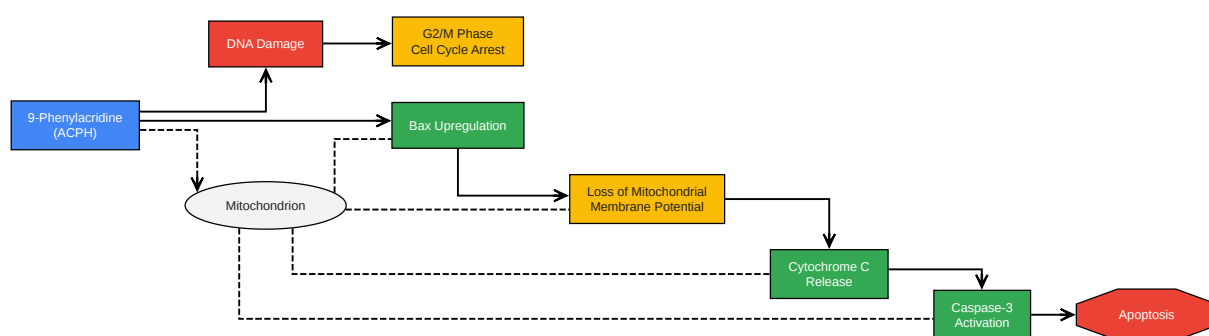 DNA Damage
G2/M Phase
Cell Cycle Arrest
9-Phenylacridine
(ACPH)
Bax Upregulation
Mitochondrion
Loss of Mitochondrial
Membrane Potential
Cytochrome C
Release
Caspase-3
Activation
Apoptosis